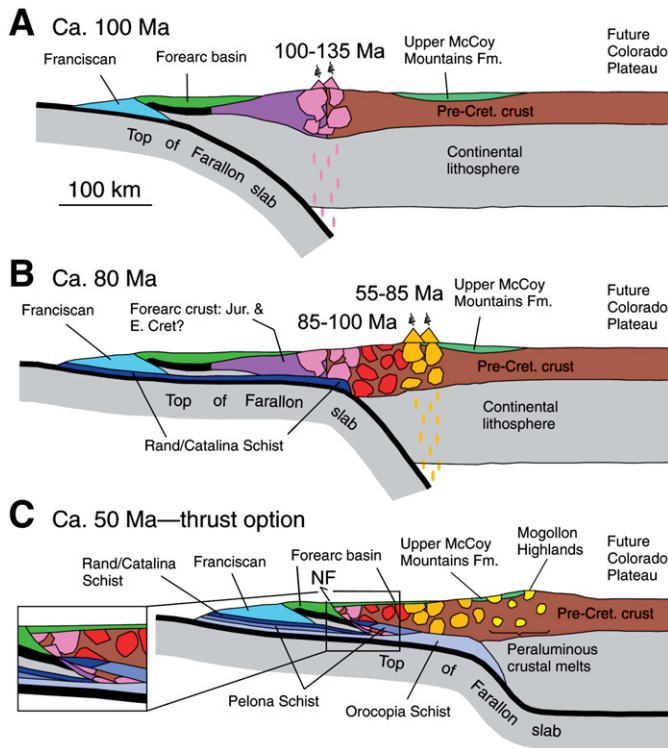 A Ca. 100 Ma
Franciscan
Forearc basin
100-135 Ma
Upper McCoy
Mountains Fm.
Future
Colorado
Plateau
Pre-Cret. crust
Top of Farallon slab
Continental
lithosphere
100 km
B Ca. 80 Ma
Franciscan
Forearc crust: Jur. &
E. Cret?
55-85 Ma
85-100 Ma
Upper McCoy
Mountains Fm.
Future
Colorado
Plateau
Pre-Cret. crust
Top of Farallon slab
Rand/Catalina Schist
Continental
lithosphere
C Ca. 50 Ma—thrust option
Rand/Catalina
Schist
Franciscan
Forearc basin
NF
Upper McCoy
Mountains Fm.
Mogollon
Highlands
Future
Colorado
Plateau
Pre-Cret. crust
Peraluminous
crustal melts
Pelona Schist
Orocopia Schist
Top of Farallon slab